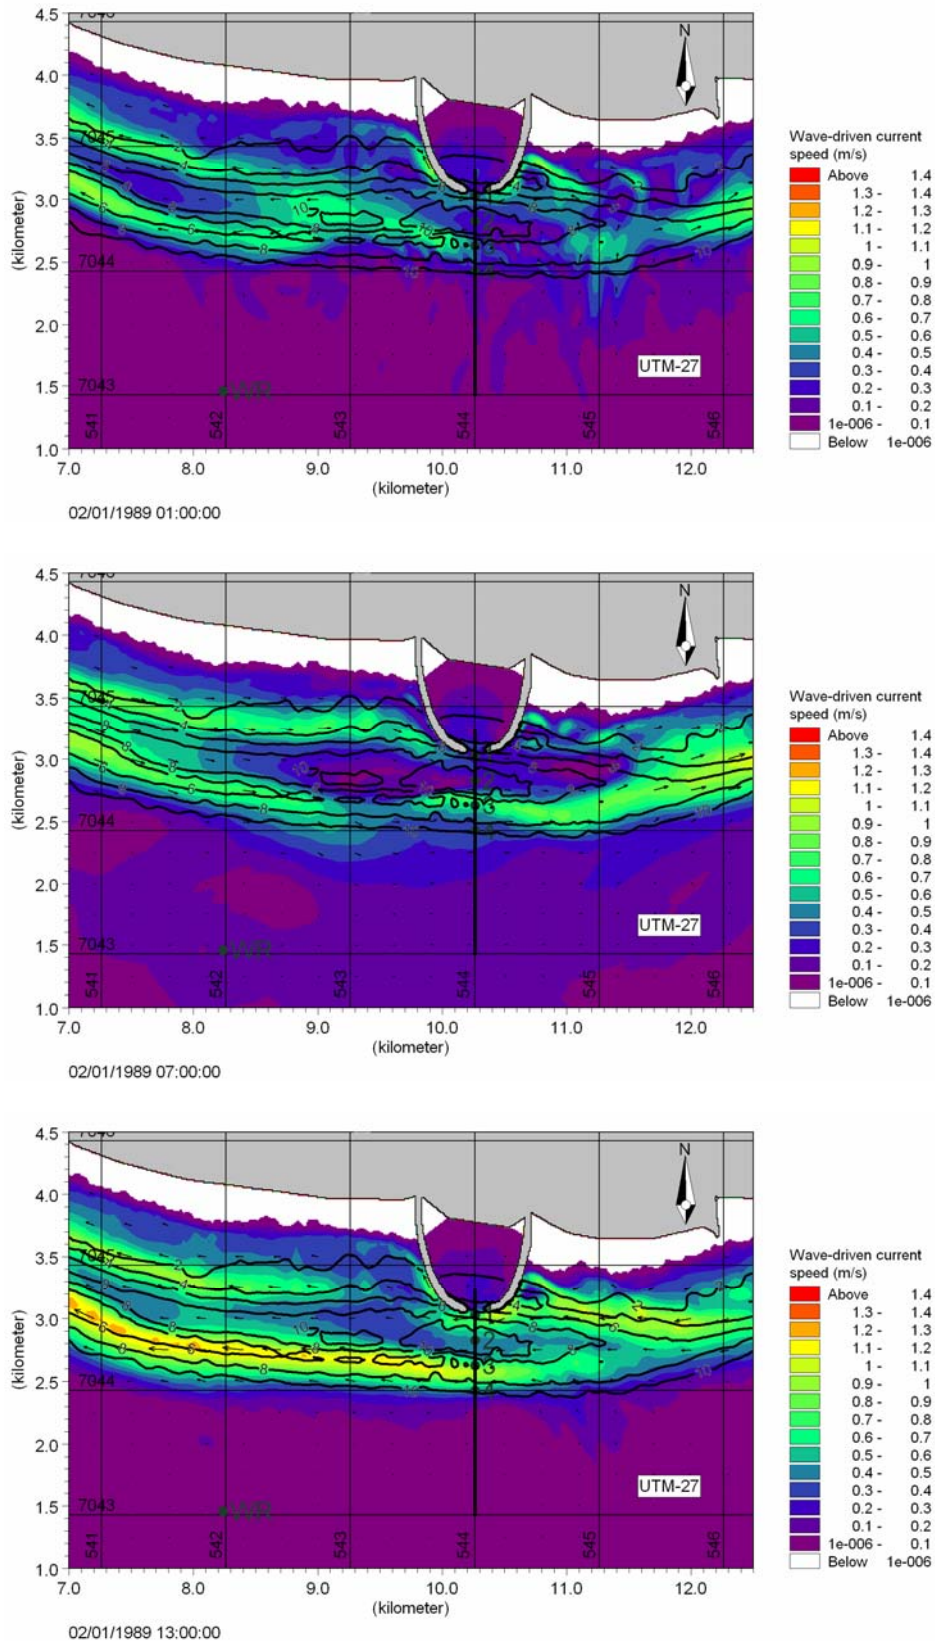 4.5
4.0
3.5
3.0
2.5
2.0
1.5
1.0
(kilometer)
7045
7044
7043
541
542
543
544
545
546
N
WR
UTM-27
7.0 8.0 9.0 10.0 11.0 12.0
(kilometer)
02/01/1989 01:00:00
Wave-driven current
speed (m/s)
Above 1.4
1.3 - 1.4
1.2 - 1.3
1.1 - 1.2
1 - 1.1
0.9 - 1
0.8 - 0.9
0.7 - 0.8
0.6 - 0.7
0.5 - 0.6
0.4 - 0.5
0.3 - 0.4
0.2 - 0.3
0.1 - 0.2
1e-006 - 0.1
Below 1e-006
4.5
4.0
3.5
3.0
2.5
2.0
1.5
1.0
(kilometer)
7045
7044
7043
541
542
543
544
545
546
N
WR
UTM-27
7.0 8.0 9.0 10.0 11.0 12.0
(kilometer)
02/01/1989 07:00:00
Wave-driven current
speed (m/s)
Above 1.4
1.3 - 1.4
1.2 - 1.3
1.1 - 1.2
1 - 1.1
0.9 - 1
0.8 - 0.9
0.7 - 0.8
0.6 - 0.7
0.5 - 0.6
0.4 - 0.5
0.3 - 0.4
0.2 - 0.3
0.1 - 0.2
1e-006 - 0.1
Below 1e-006
4.5
4.0
3.5
3.0
2.5
2.0
1.5
1.0
(kilometer)
7045
7044
7043
541
542
543
544
545
546
N
WR
UTM-27
7.0 8.0 9.0 10.0 11.0 12.0
(kilometer)
02/01/1989 13:00:00
Wave-driven current
speed (m/s)
Above 1.4
1.3 - 1.4
1.2 - 1.3
1.1 - 1.2
1 - 1.1
0.9 - 1
0.8 - 0.9
0.7 - 0.8
0.6 - 0.7
0.5 - 0.6
0.4 - 0.5
0.3 - 0.4
0.2 - 0.3
0.1 - 0.2
1e-006 - 0.1
Below 1e-006